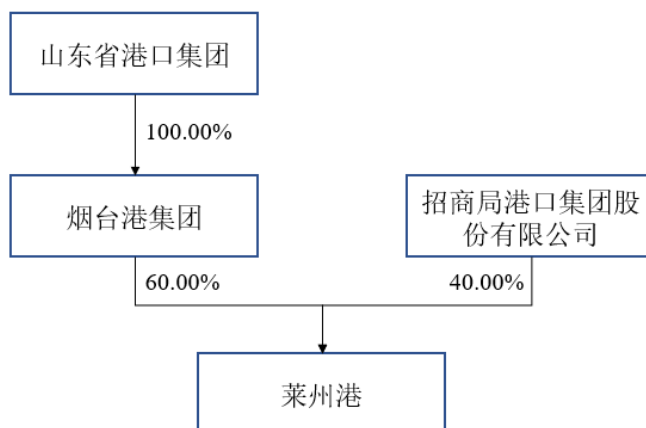 山东省港口集团
100.00%
烟台港集团
招商局港口集团股
份有限公司
60.00%
40.00%
莱州港